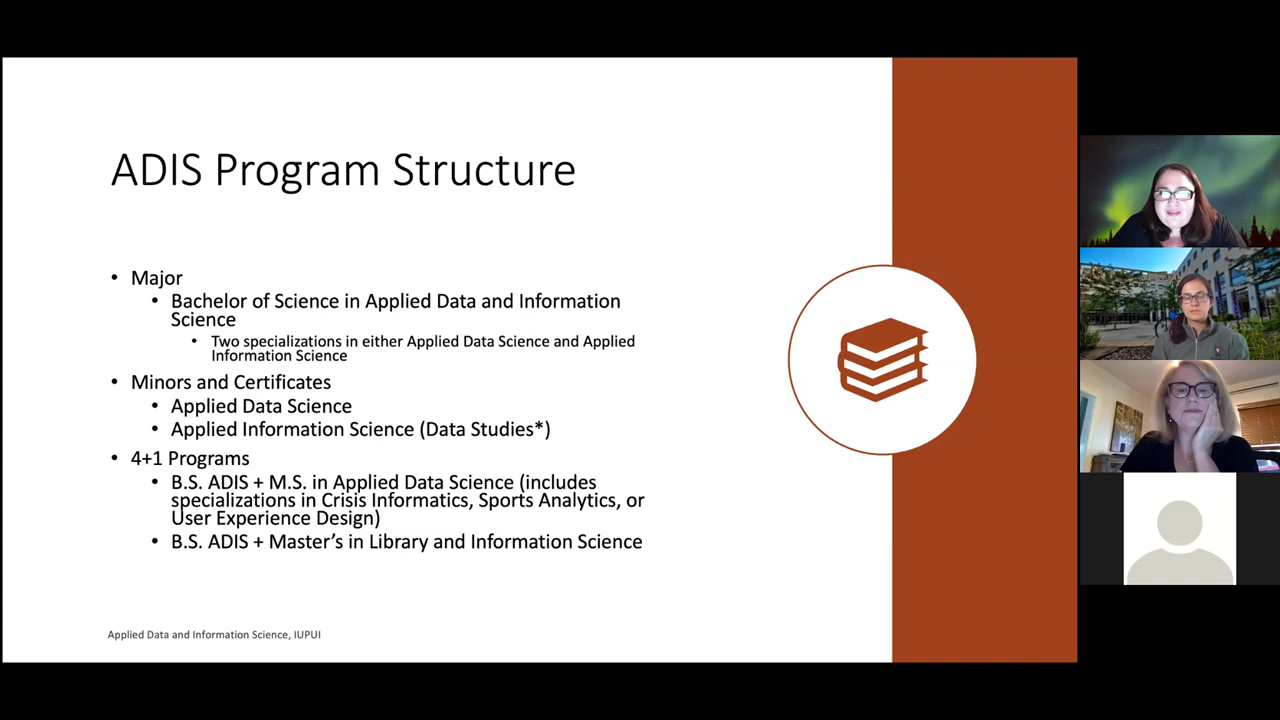 ADIS Program Structure
• Major
• Bachelor of Science in Applied Data and Information
Science
• Two specializations in either Applied Data Science and Applied
Information Science
• Minors and Certificates
• Applied Data Science
• Applied Information Science (Data Studies*)
• 4+1 Programs
• B.S. ADIS + M.S. in Applied Data Science (includes
specializations in Crisis Informatics, Sports Analytics, or
User Experience Design)
• B.S. ADIS + Master’s in Library and Information Science
Applied Data and Information Science, IUPUI